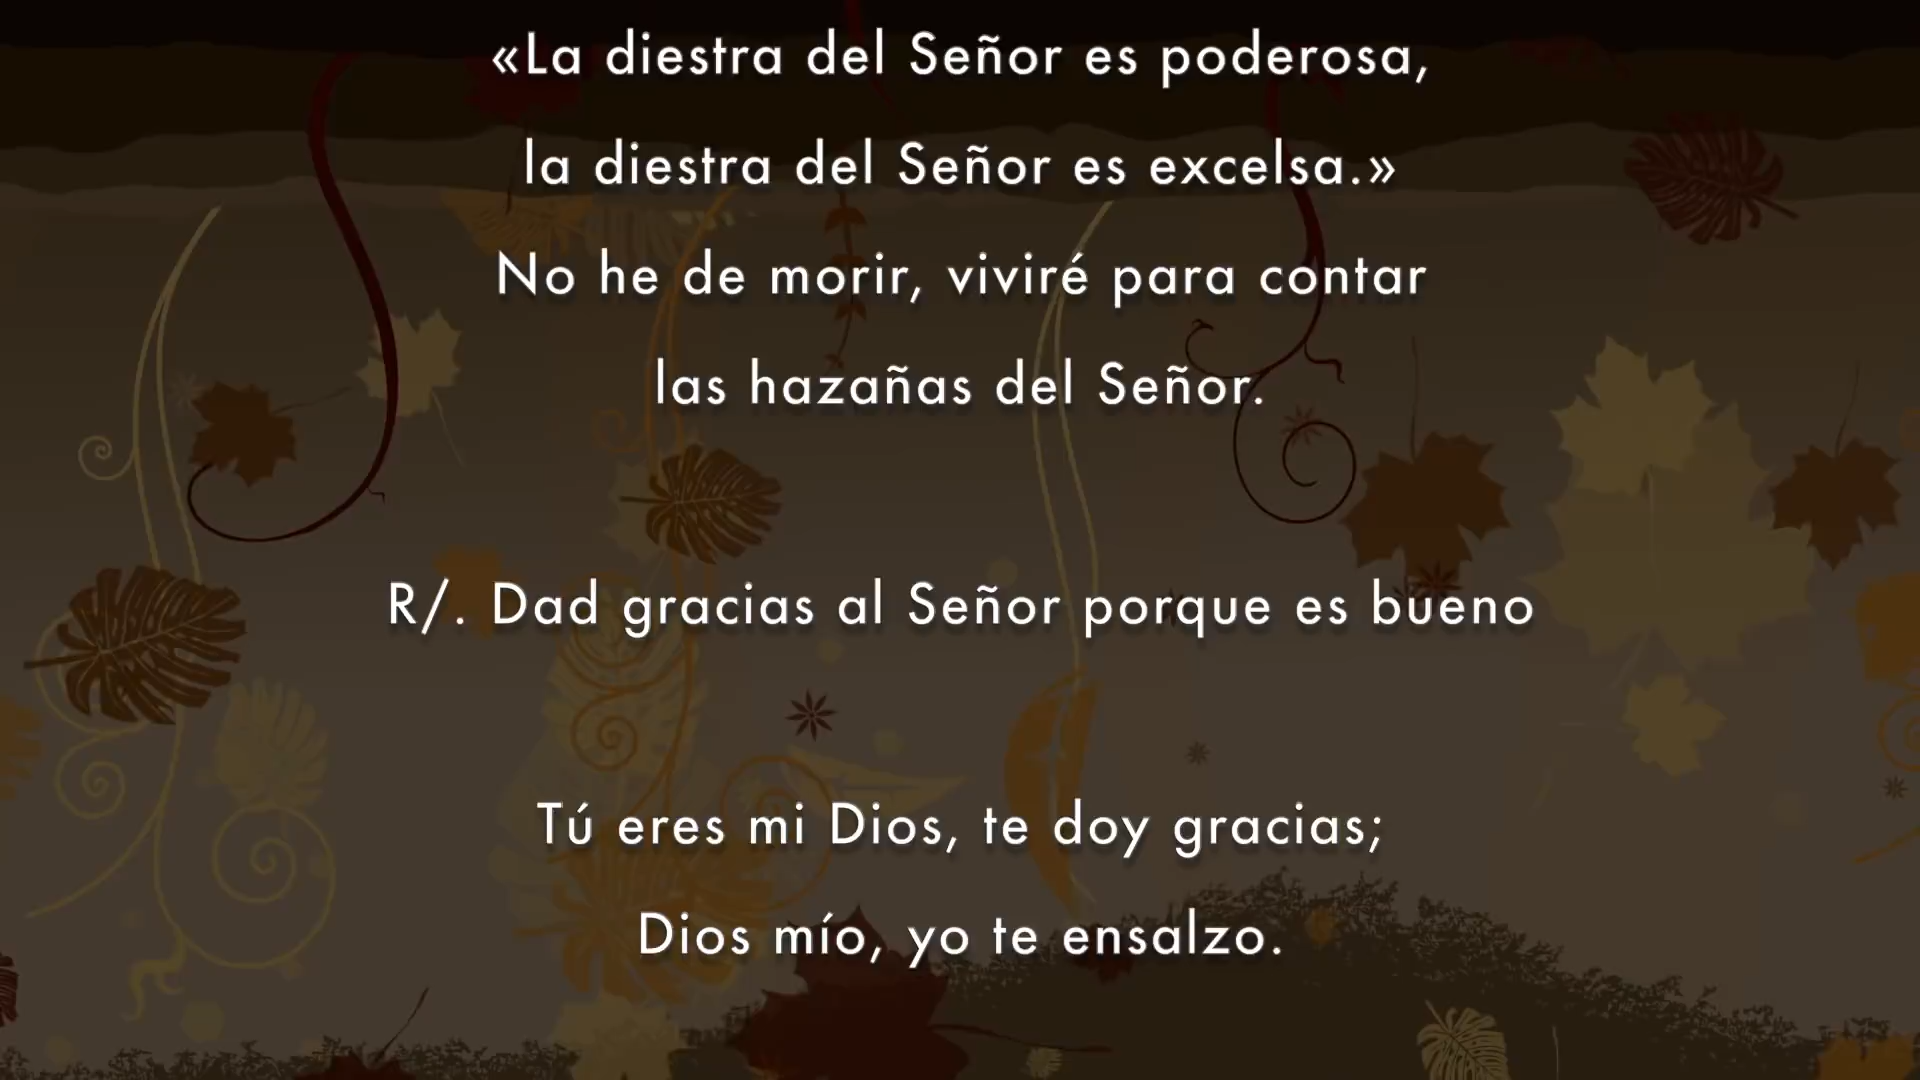 «La diestra del Señor es poderosa,
la diestra del Señor es excelsa.»
No he de morir, viviré para contar
las hazañas del Señor.
R/. Dad gracias al Señor porque es bueno
Tú eres mi Dios, te doy gracias;
Dios mío, yo te ensalzo.